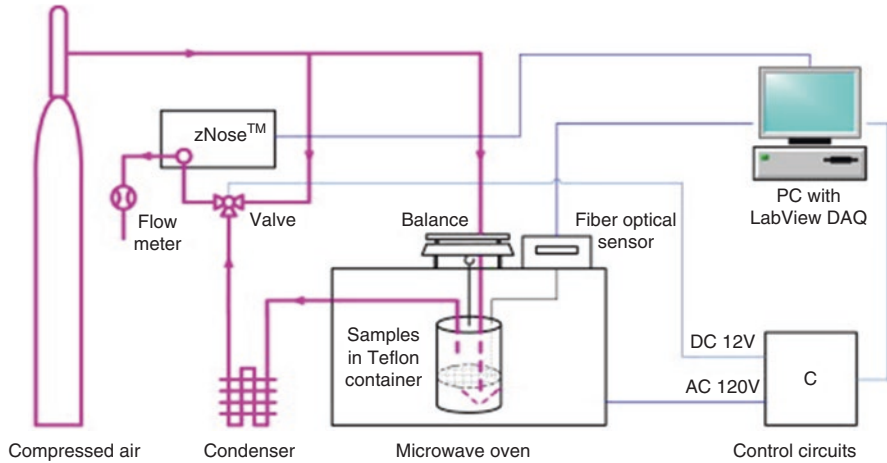 zNose™
Flow
meter
Valve
Balance
Fiber optical
sensor
PC with
LabView DAQ
Samples
in Teflon
container
DC 12V
AC 120V
C
Compressed air
Condenser
Microwave oven
Control circuits